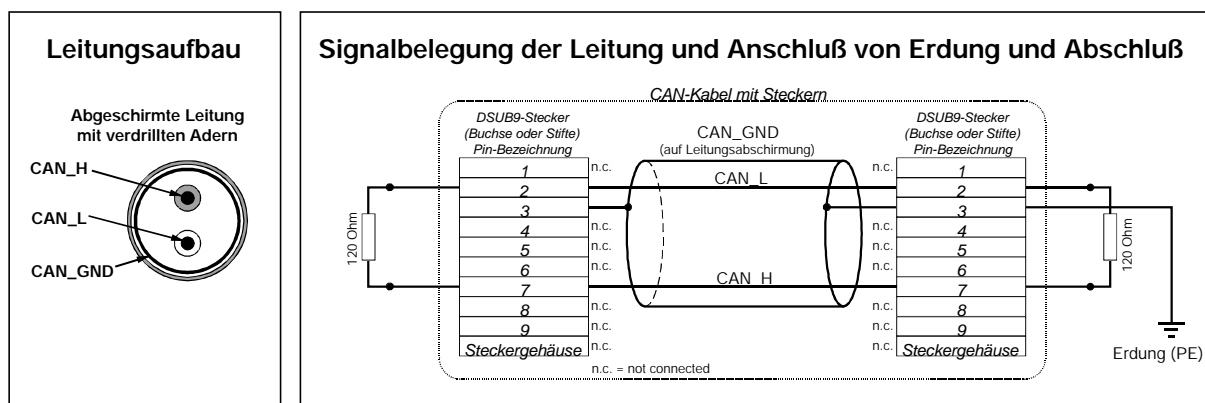 Leitungsaufbau
Abgeschirmte Leitung
mit verdrillten Adern
CAN_H
CAN_L
CAN_GND
Signalbelegung der Leitung und Anschluß von Erdung und Abschluß
CAN-Kabel mit Steckern
DSUB9-Stecker
(Buchse oder Stifte)
Pin-Bezeichnung
CAN_GND
(auf Leitungsabschirmung)
DSUB9-Stecker
(Buchse oder Stifte)
Pin-Bezeichnung
1 n.c. n.c. 1
2 CAN_L 2
3 3
4 n.c. n.c. 4
5 n.c. n.c. 5
6 n.c. n.c. 6
7 CAN_H 7
8 n.c. n.c. 8
9 n.c. n.c. 9
Steckergehäuse n.c. n.c. Steckergehäuse
120 Ohm
120 Ohm
n.c. = not connected
Erdung (PE)